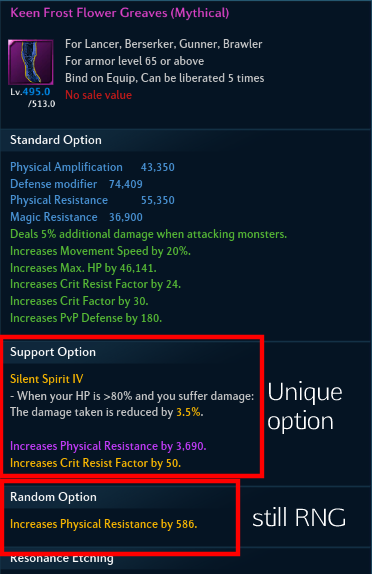 Keen Frost Flower Greaves (Mythical)
For Lancer, Berserker, Gunner, Brawler
For armor level 65 or above
Bind on Equip, Can be liberated 5 times
No sale value
Lv.495.0
/513.0
Standard Option
Physical Amplification 43,350
Defense modifier 74,409
Physical Resistance 55,350
Magic Resistance 36,900
Deals 5% additional damage when attacking monsters.
Increases Movement Speed by 20%.
Increases Max. HP by 46,141.
Increases Crit Resist Factor by 24.
Increases Crit Factor by 30.
Increases PvP Defense by 180.
Support Option
Silent Spirit IV
- When your HP is >80% and you suffer damage:
The damage taken is reduced by 3.5%.
Increases Physical Resistance by 3,690.
Increases Crit Resist Factor by 50.
Unique
option
Random Option
Increases Physical Resistance by 586.
still RNG
Resonance Etching